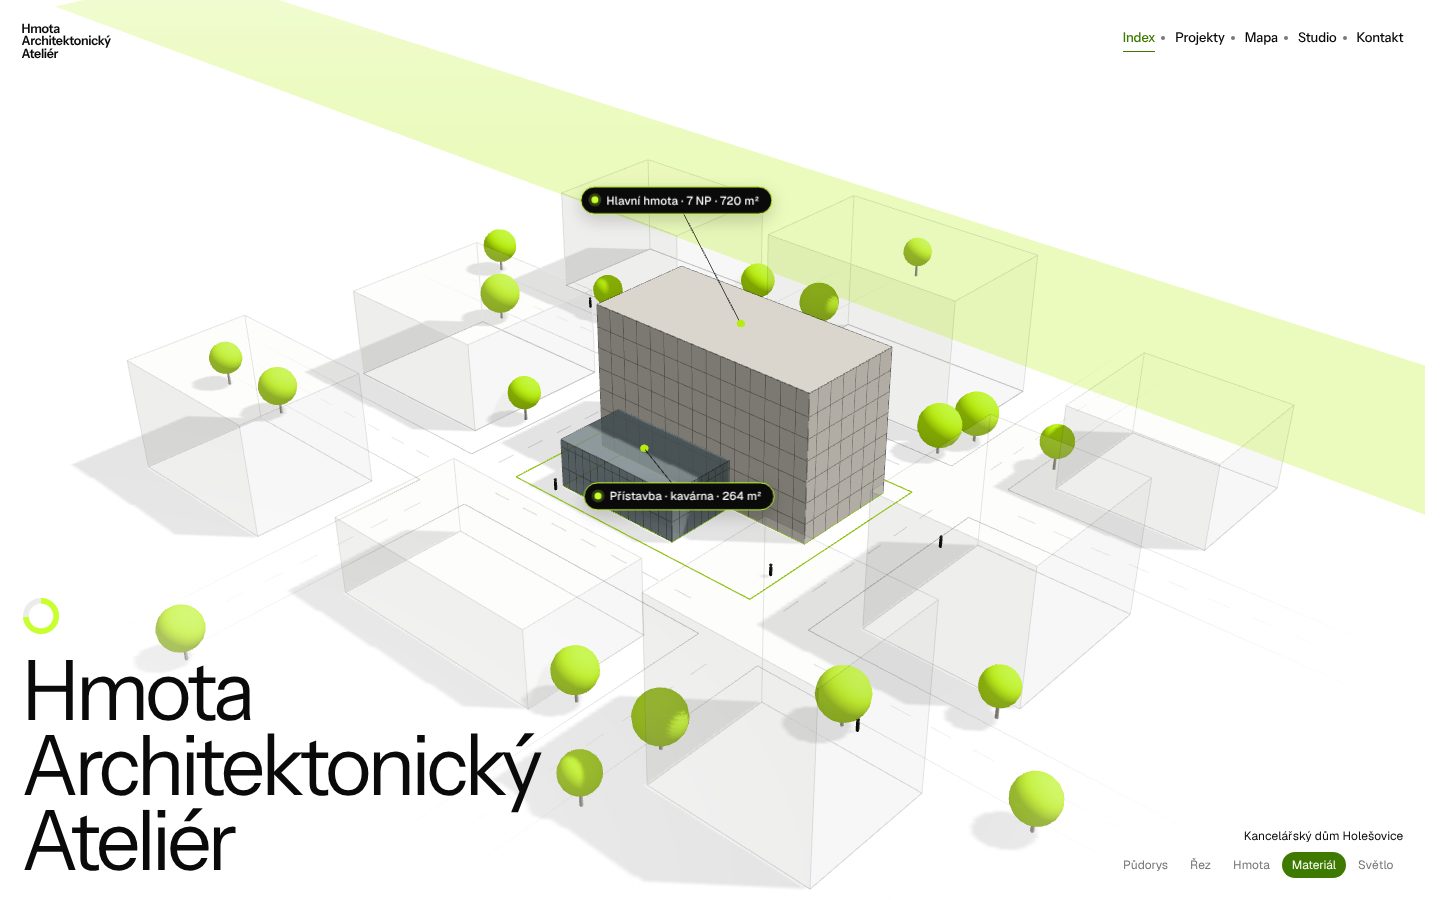 Hmota
Architektonický
Ateliér
Index • Projekty • Mapa • Studio • Kontakt
Hlavní hmota · 7 NP · 720 m²
Přístavba · kavárna · 264 m²
Hmota
Architektonický
Ateliér
Kancelářský dům Holešovice
Půdorys Řez Hmota Materiál Světlo